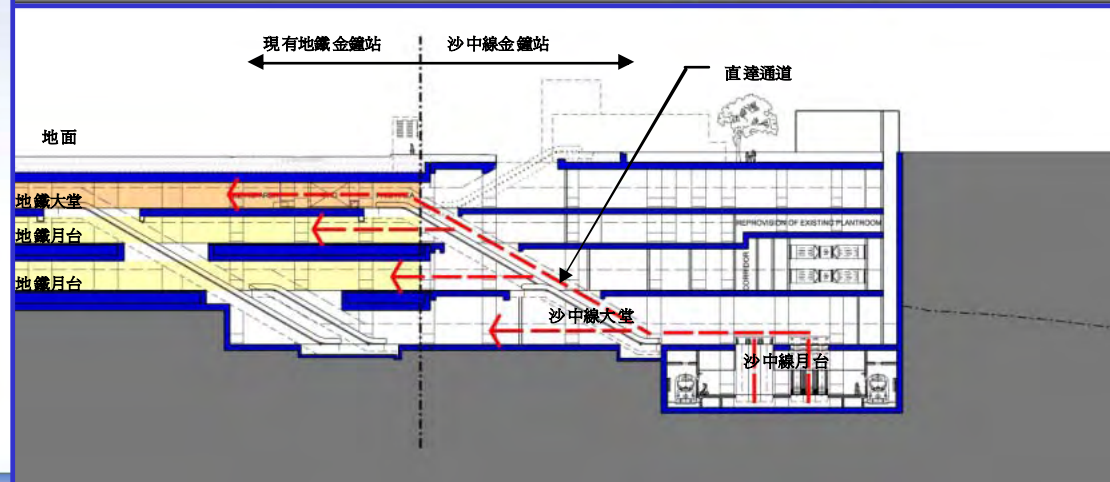 現有地鐵金鐘站
沙中線金鐘站
直達通道
地面
地鐵大堂
地鐵月台
REPROVISION OF EXISTING PLANTROOM
CORRIDOR
地鐵月台
沙中線大堂
沙中線月台